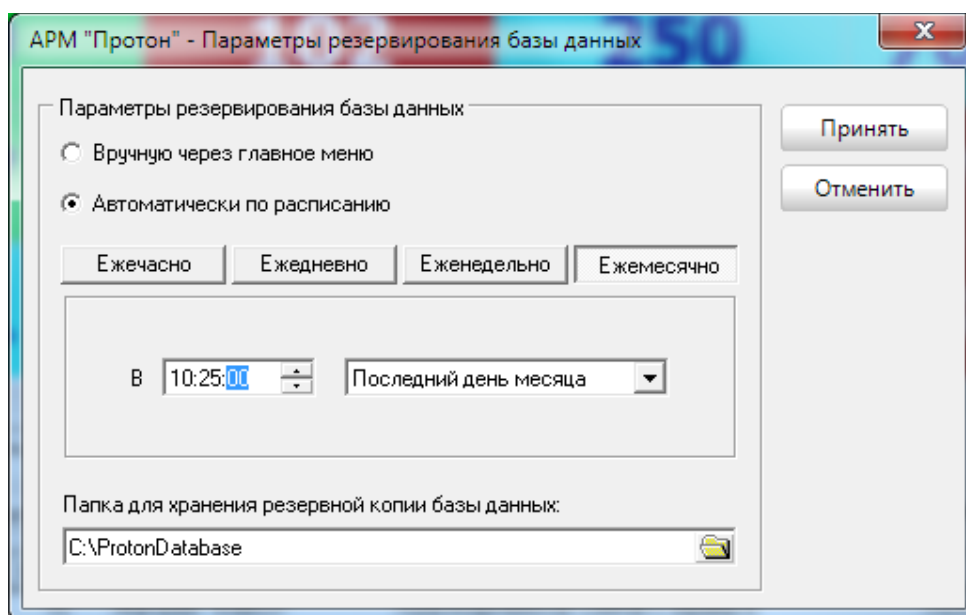 АРМ "Протон" - Параметры резервирования базы данных
250
Параметры резервирования базы данных
Принять
Вручную через главное меню
Отменить
Автоматически по расписанию
Ежечасно Ежедневно Еженедельно Ежемесячно
В 10:25:00 Последний день месяца
Папка для хранения резервной копии базы данных:
C:\ProtonDatabase